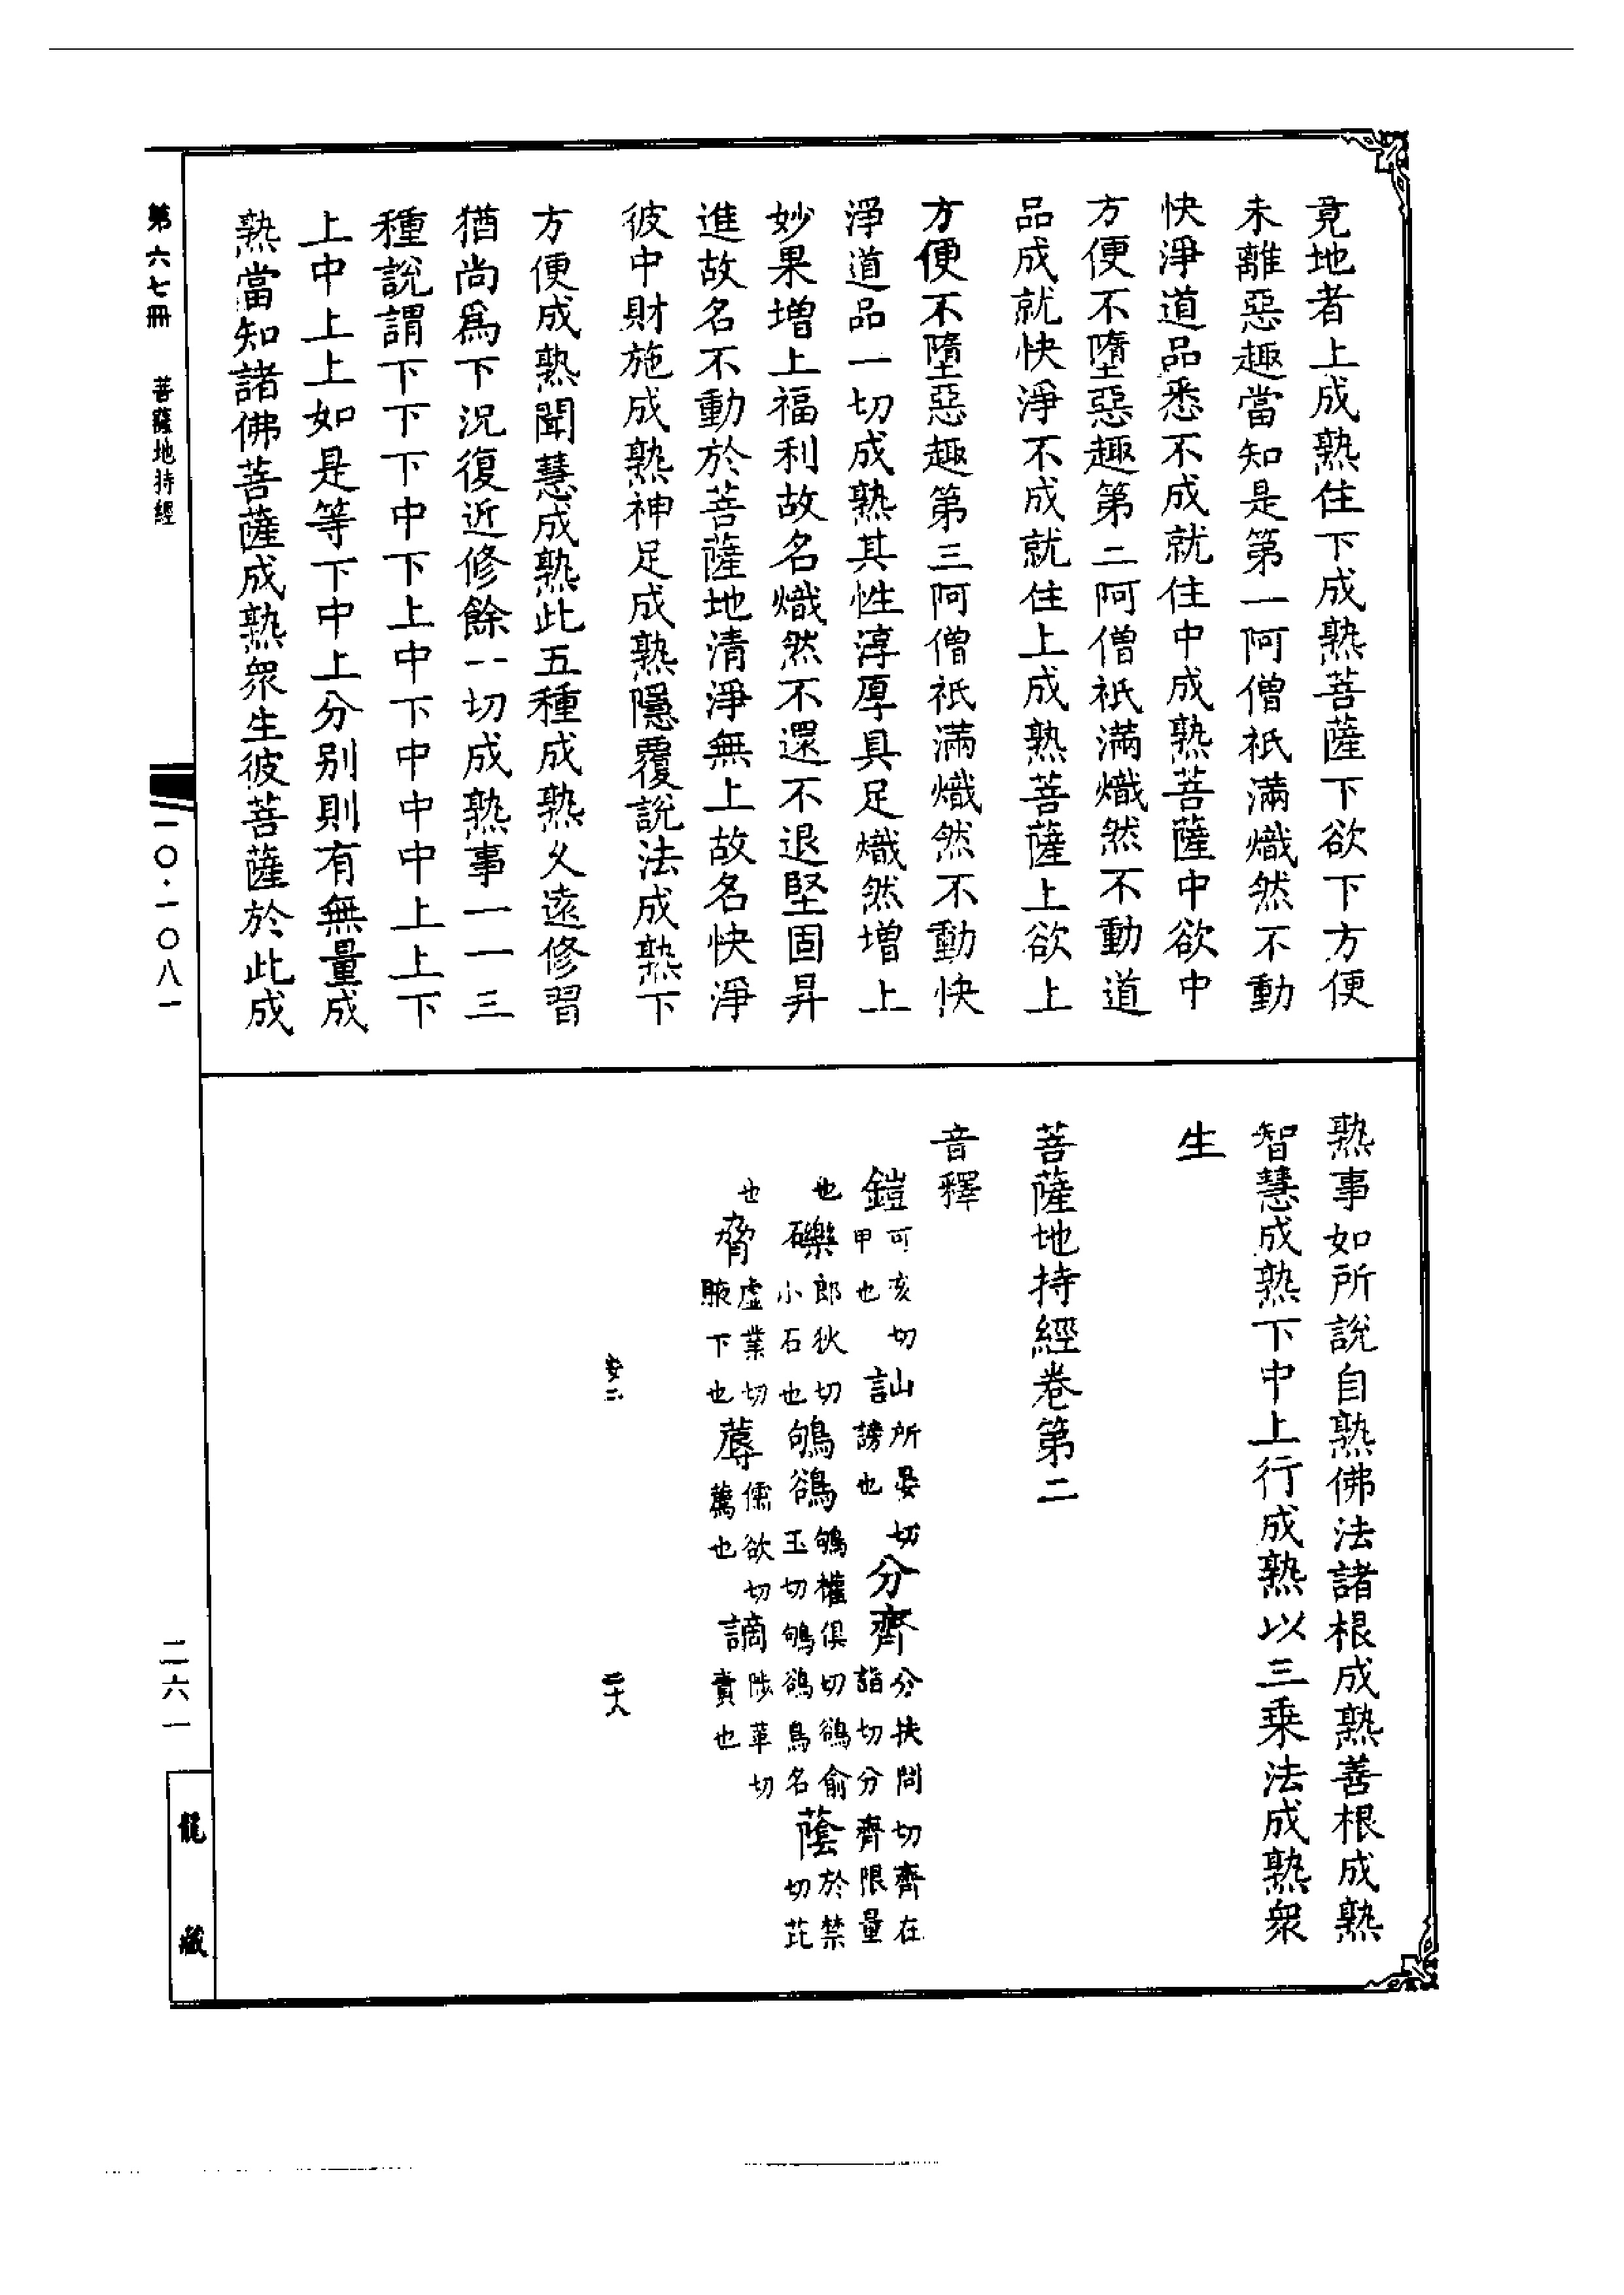 竟地者上成熟住下成熟菩薩下欲下方便
未離惡趣當知是第一阿僧祇滿熾然不動
快淨道品悉不成就住中成熟菩薩中欲中
方便不墮惡趣第二阿僧祇滿熾然不動道
品成就快淨不成就住上成熟菩薩上欲上
方便不墮惡趣第三阿僧祇滿熾然不動快
淨道品一切成熟其性淳厚具足熾然增上
妙果增上福利故名熾然不還不退堅固昇
進故名不動於菩薩地清淨無上故名快淨
彼中財施成熟神足成熟隱覆說法成熟下
方便成熟聞慧成熟此五種成熟久遠修習
猶尚爲下況復近修餘一切成熟事一一三
種說謂下下下中下上中下中中中上上下
上中上上如是等下中上分別則有無量成
熟當知諸佛菩薩成熟眾生彼菩薩於此成
熟事如所說自熟佛法諸根成熟善根成熟
智慧成熟下中上行成熟以三乘法成熟眾
生
菩薩地持經卷第二
音釋
鎧可亥切甲也 訕所晏切謗也 分齊分扶問切齊在詣切分齊限量
也 礫郎狄切小石也 鴝鵒鴝權俱切鵒俞玉切鴝鵒鳥名 蔭於禁切芘
也 脅虛業切腋下也 蓐儒欲切薦也 謫陟革切責也
卷二 二十八
第六七冊 菩薩地持經 一〇·一〇八一 二六一 龍藏